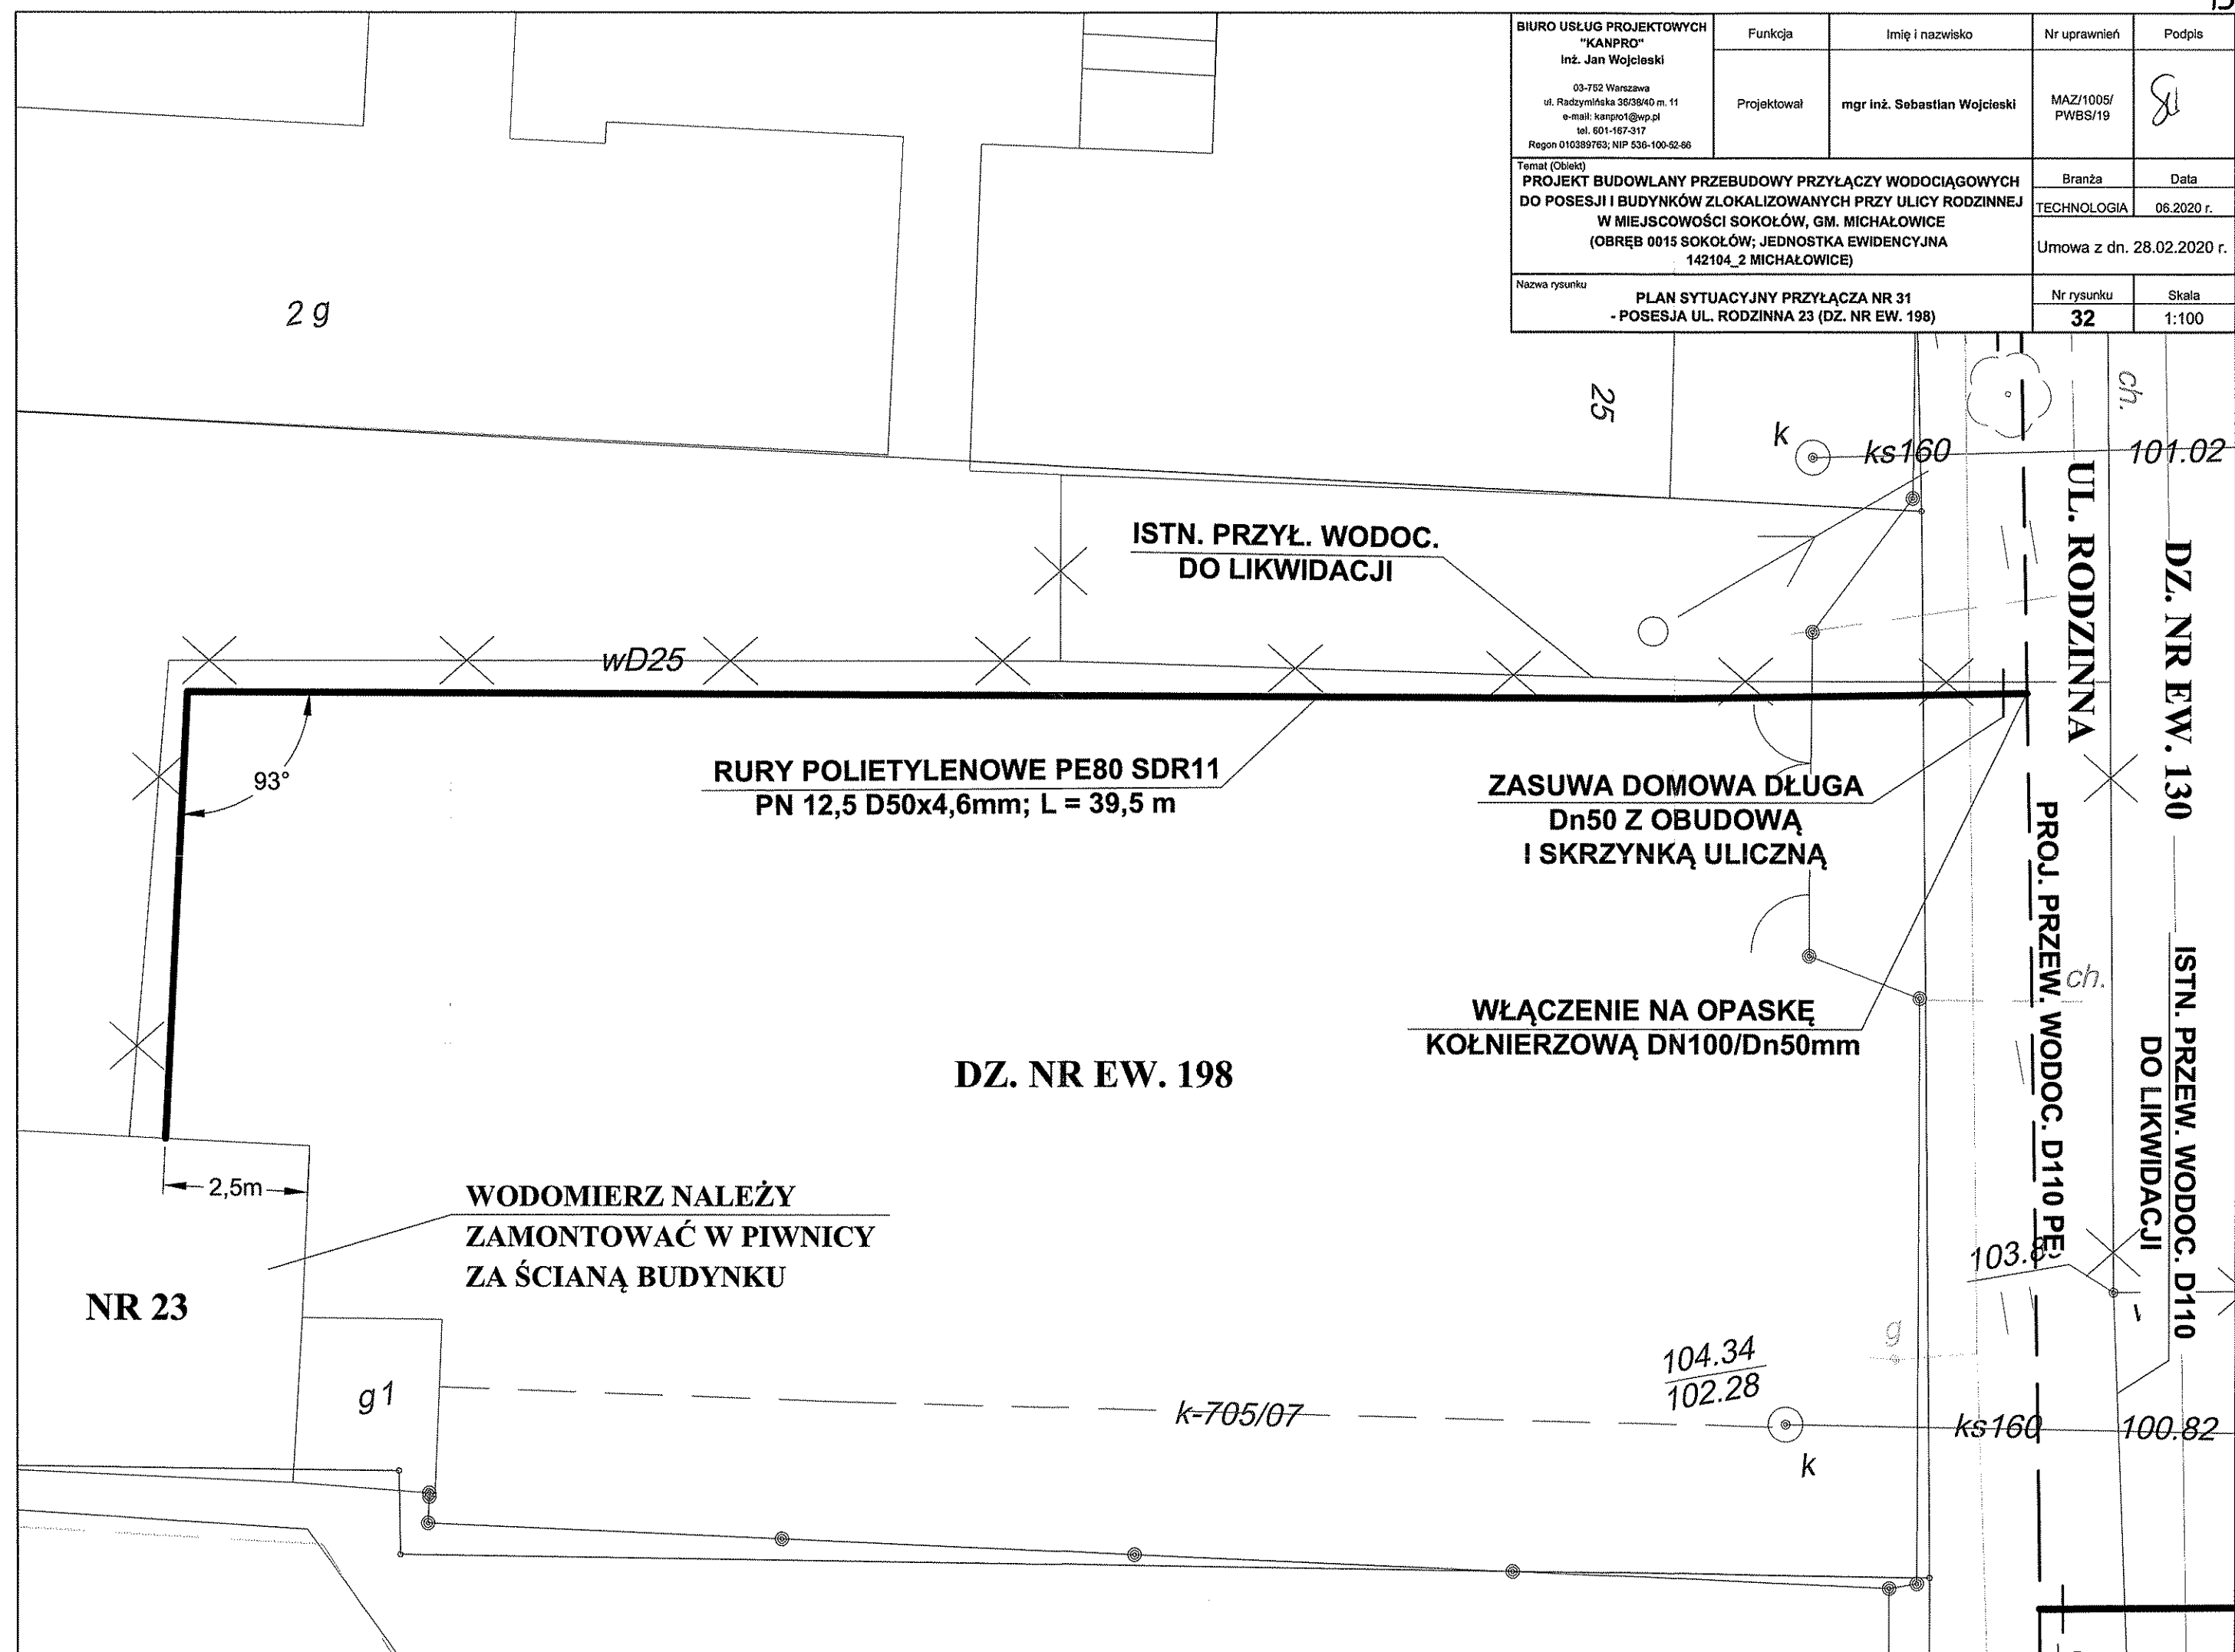 BIURO USŁUG PROJEKTOWYCH
"KANPRO"
inż. Jan Wojcieski
03-752 Warszawa
ul. Radzymińska 36/38/40 m. 11
e-mail: kanpro1@wp.pl
tel. 601-167-317
Regon 010389763; NIP 536-100-52-86
Funkcja
Imię i nazwisko
Nr uprawnień
Podpis
Projektował
mgr inż. Sebastian Wojcieski
MAZ/1005/
PWBS/19
Temat (Obiekt)
PROJEKT BUDOWLANY PRZEBUDOWY PRZYŁĄCZY WODOCIĄGOWYCH
DO POSESJI I BUDYNKÓW ZLOKALIZOWANYCH PRZY ULICY RODZINNEJ
W MIEJSCOWOŚCI SOKOŁÓW, GM. MICHAŁOWICE
(OBRĘB 0015 SOKOŁÓW; JEDNOSTKA EWIDENCYJNA
142104_2 MICHAŁOWICE)
Branża
Data
TECHNOLOGIA
06.2020 r.
Umowa z dn. 28.02.2020 r.
Nazwa rysunku
PLAN SYTUACYJNY PRZYŁĄCZA NR 31
- POSESJA UL. RODZINNA 23 (DZ. NR EW. 198)
Nr rysunku
Skala
32
1:100
2 g
25
k
ks160
ch.
101.02
UL. RODZINNA
DZ. NR EW. 130
ISTN. PRZYŁ. WODOC.
DO LIKWIDACJI
wD25
93°
RURY POLIETYLENOWE PE80 SDR11
PN 12,5 D50x4,6mm; L = 39,5 m
ZASUWA DOMOWA DŁUGA
Dn50 Z OBUDOWĄ
I SKRZYNKĄ ULICZNĄ
PROJ. PRZEW. WODOC. D110 PE
ch.
ISTN. PRZEW. WODOC. D110
DO LIKWIDACJI
WŁĄCZENIE NA OPASKĘ
KOŁNIERZOWĄ DN100/Dn50mm
DZ. NR EW. 198
2,5m
WODOMIERZ NALEŻY
ZAMONTOWAĆ W PIWNICY
ZA ŚCIANĄ BUDYNKU
NR 23
g1
k-705/07
104.34
102.28
g
k
ks160
100.82